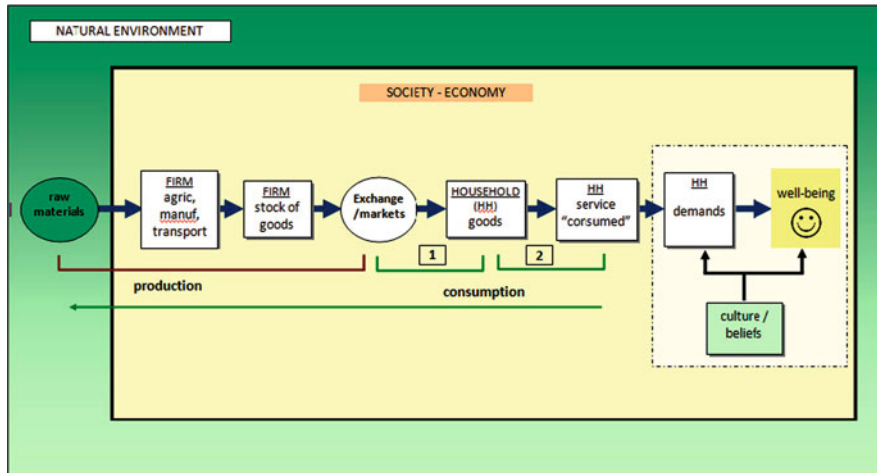 NATURAL ENVIRONMENT
SOCIETY - ECONOMY
raw
materials
FIRM
agric,
manuf,
transport
FIRM
stock of
goods
Exchange
/markets
HOUSEHOLD
(HH)
goods
HH
service
“consumed”
HH
demands
well-being
1
2
production
consumption
culture /
beliefs